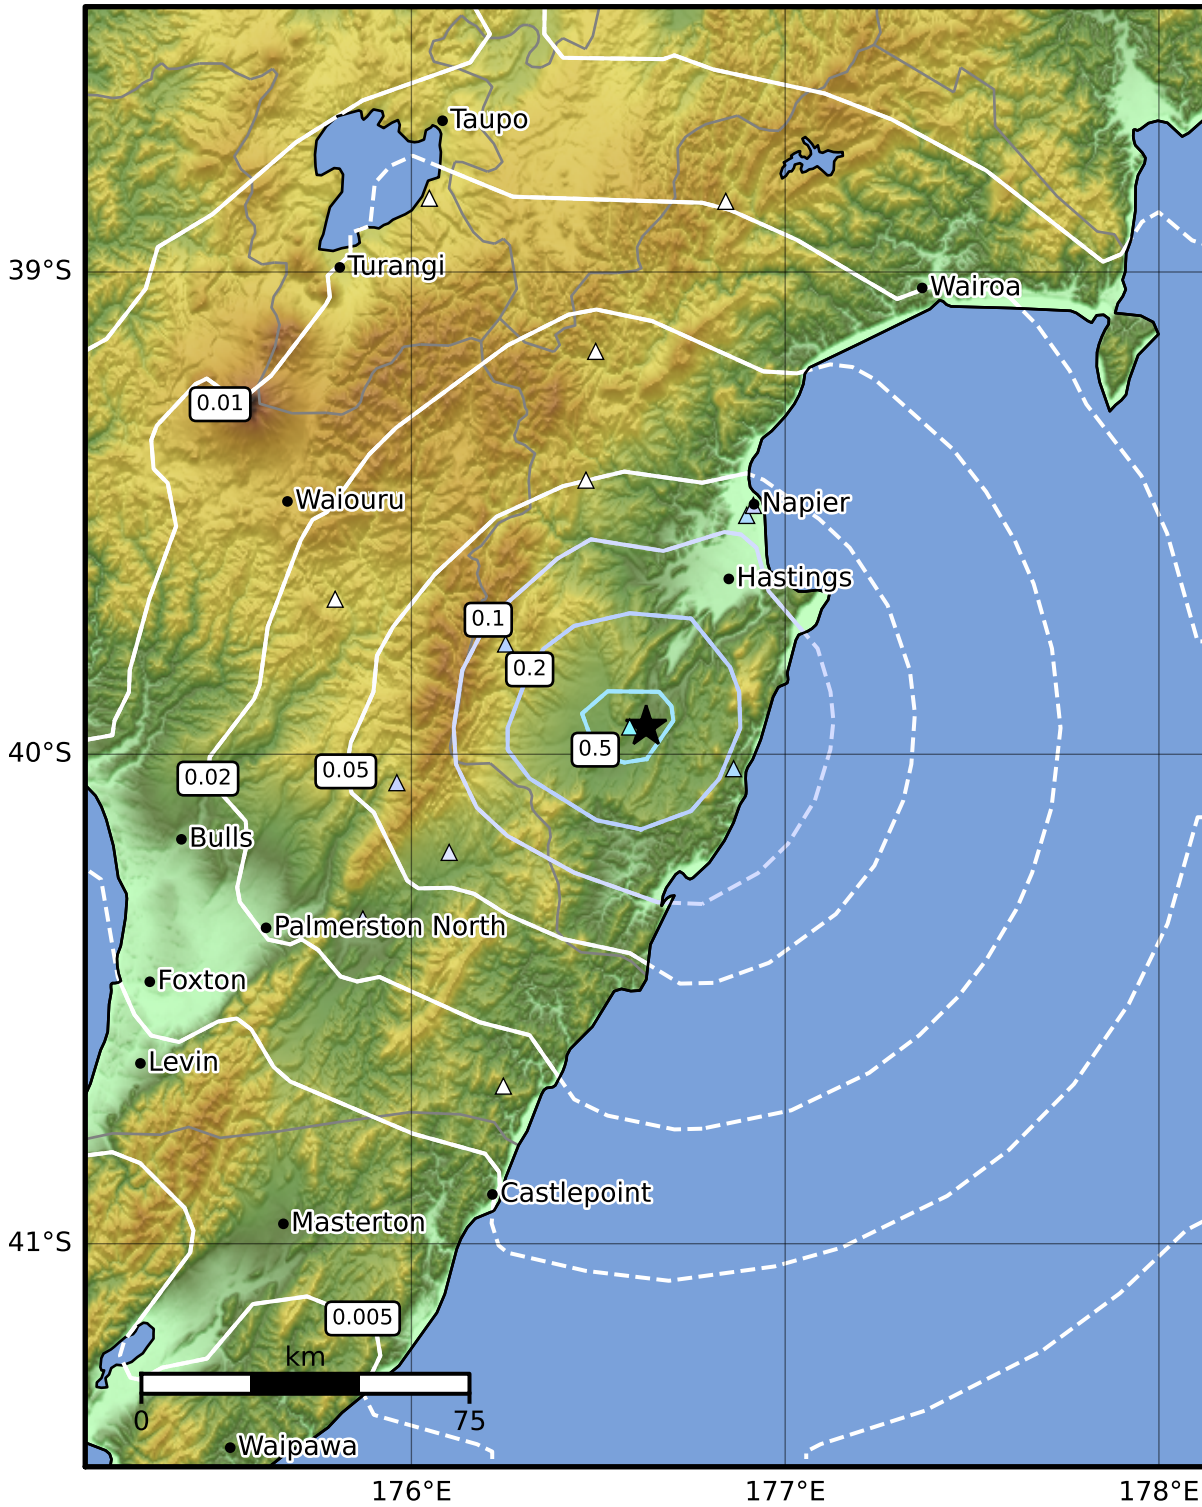 Taupo
39°S
Turangi
Wairoa
0.01
Waiouru
Napier
Hastings
0.1
0.2
0.5
0.02
0.05
Bulls
40°S
Palmerston North
Foxton
Levin
Castlepoint
Masterton
41°S
0.005
km
0
75
Waipawa
176°E
177°E
178°E